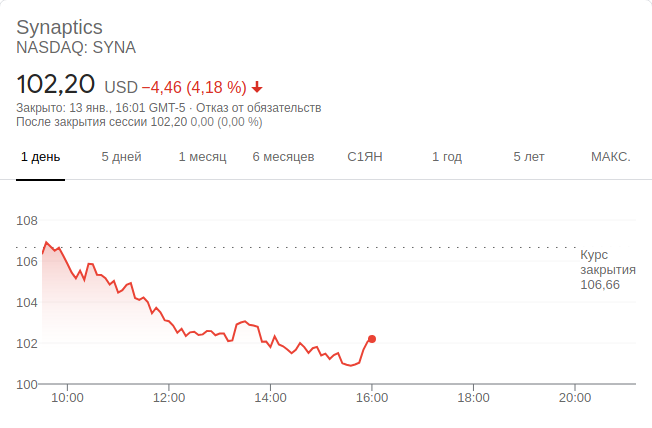 Synaptics
NASDAQ: SYNA
102,20 USD −4,46 (4,18 %)
Закрыто: 13 янв., 16:01 GMT-5 · Отказ от обязательств
После закрытия сессии 102,20 0,00 (0,00 %)
1 день 5 дней 1 месяц 6 месяцев С1ЯН 1 год 5 лет МАКС.
108
106
104
102
100
Курс
закрытия
106,66
10:00 12:00 14:00 16:00 18:00 20:00